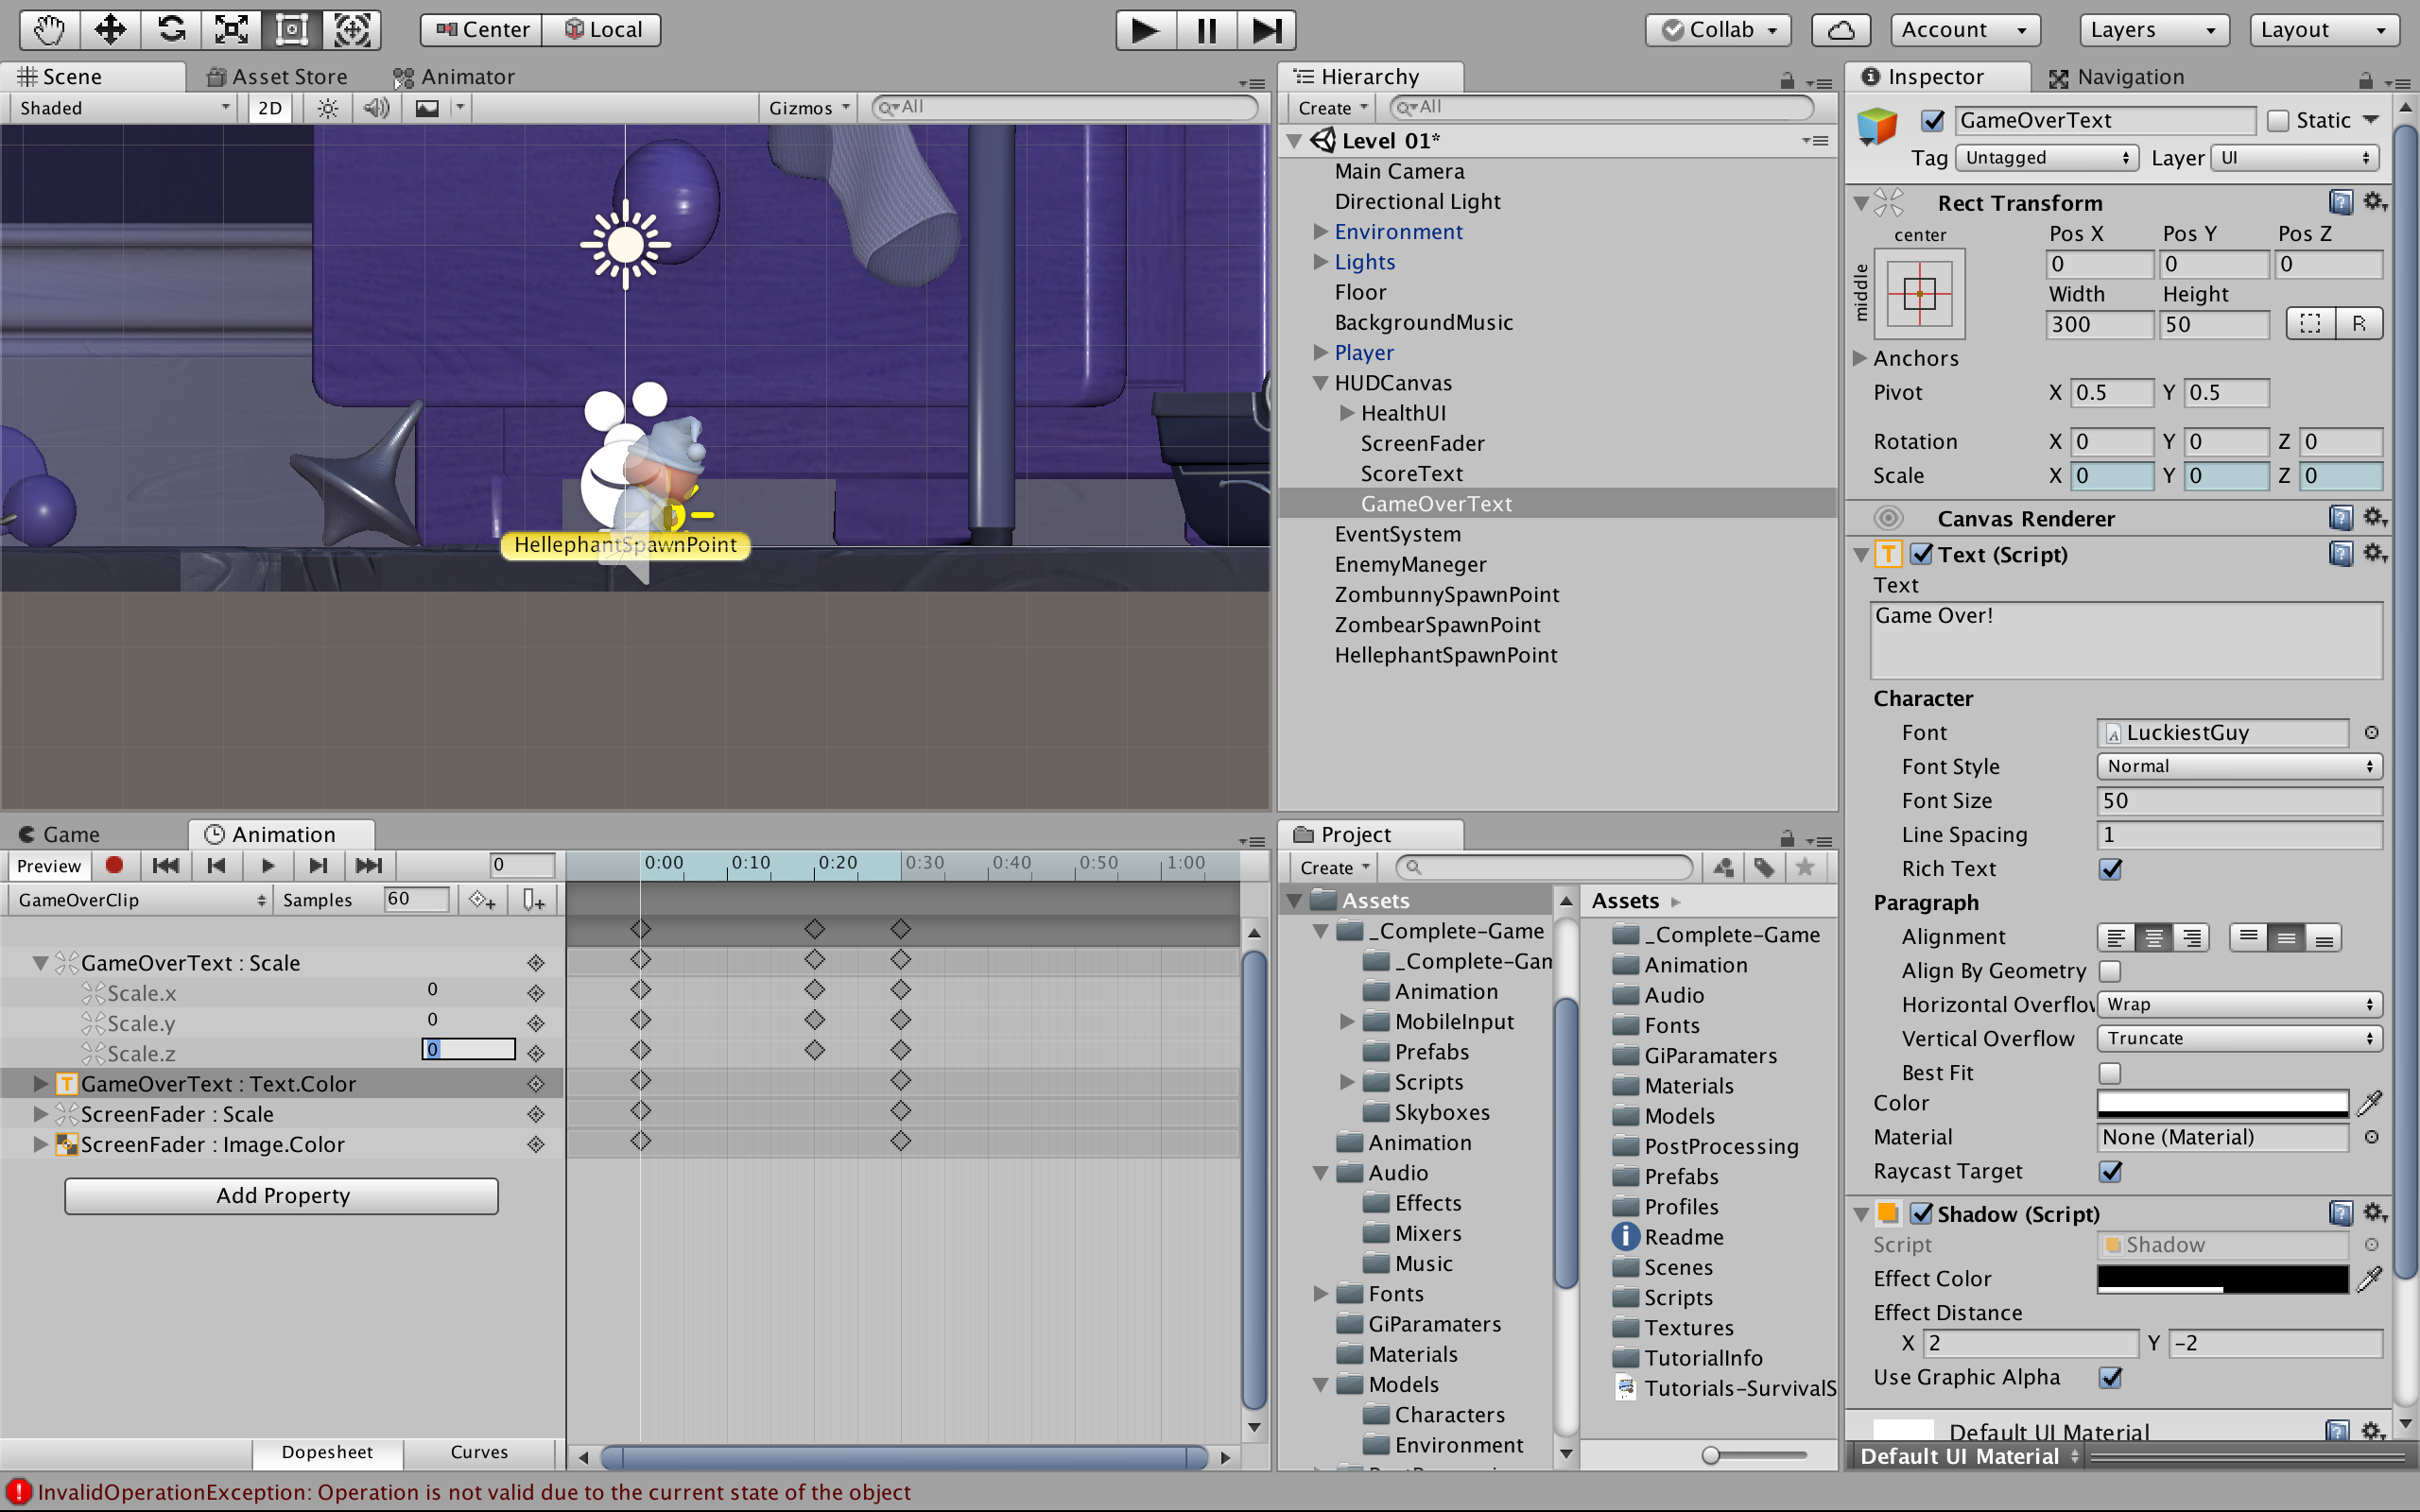 Center Local Collab Account Layers Layout
Scene Asset Store Animator
Shaded 2D Gizmos All
HellephantSpawnPoint
Hierarchy
Create All
Level 01*
Main Camera
Directional Light
Environment
Lights
Floor
BackgroundMusic
Player
HUDCanvas
HealthUI
ScreenFader
ScoreText
GameOverText
EventSystem
EnemyManeger
ZombunnySpawnPoint
ZombearSpawnPoint
HellephantSpawnPoint
Inspector Navigation
GameOverText Static
Tag Untagged Layer UI
Rect Transform
center Pos X Pos Y Pos Z
middle 0 0 0
Width Height
300 50 R
Anchors
Pivot X 0.5 Y 0.5
Rotation X 0 Y 0 Z 0
Scale X 0 Y 0 Z 0
Canvas Renderer
Text (Script)
Text
Game Over!
Character
Font LuckiestGuy
Font Style Normal
Font Size 50
Line Spacing 1
Rich Text
Paragraph
Alignment
Align By Geometry
Horizontal Overflov Wrap
Vertical Overflow Truncate
Best Fit
Color
Material None (Material)
Raycast Target
Shadow (Script)
Script Shadow
Effect Color
Effect Distance
X 2 Y -2
Use Graphic Alpha
Default UI Material
Default UI Material
Game Animation
Preview 0 0:00 0:10 0:20 0:30 0:40 0:50 1:00
GameOverClip Samples 60
GameOverText : Scale
Scale.x 0
Scale.y 0
Scale.z 0
GameOverText : Text.Color
ScreenFader : Scale
ScreenFader : Image.Color
Add Property
Dopesheet Curves
Project
Create
Assets
_Complete-Game
_Complete-Gam
Animation
MobileInput
Prefabs
Scripts
Skyboxes
Animation
Audio
Effects
Mixers
Music
Fonts
GiParamaters
Materials
Models
Characters
Environment
Assets
_Complete-Game
Animation
Audio
Fonts
GiParamaters
Materials
Models
PostProcessing
Prefabs
Profiles
Readme
Scenes
Scripts
Textures
TutorialInfo
Tutorials-SurvivalS
InvalidOperationException: Operation is not valid due to the current state of the object